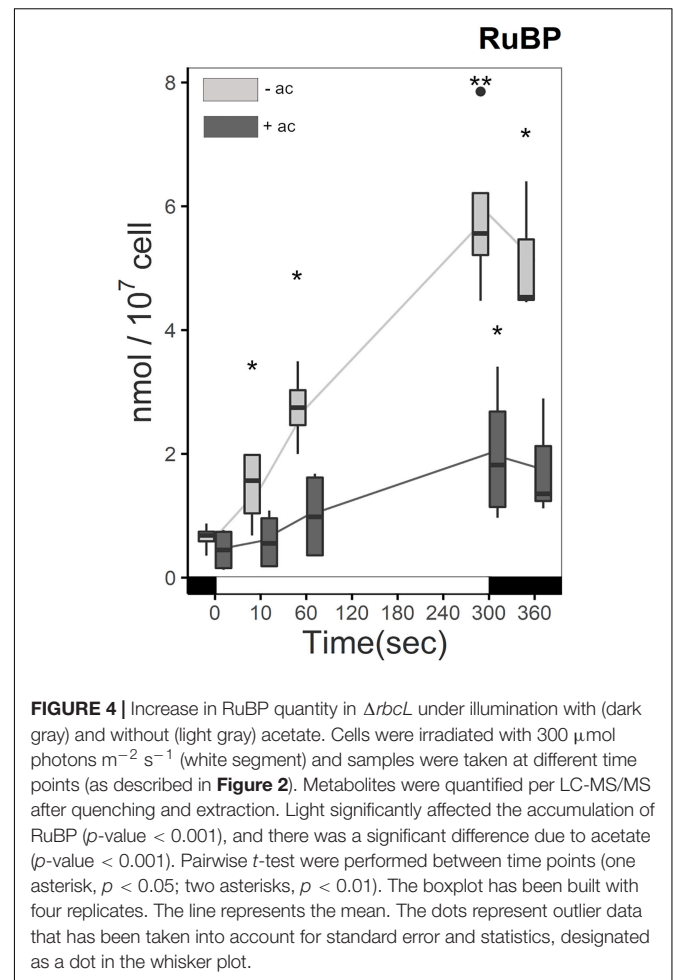 RuBP
- ac
+ ac
**
*
*
*
*
8
6
4
2
0
nmol / 10⁷ cell
0 10 60 120 180 240 300 360
Time(sec)
FIGURE 4 | Increase in RuBP quantity in ΔrbcL under illumination with (dark
gray) and without (light gray) acetate. Cells were irradiated with 300 μmol
photons m⁻² s⁻¹ (white segment) and samples were taken at different time
points (as described in Figure 2). Metabolites were quantified per LC-MS/MS
after quenching and extraction. Light significantly affected the accumulation of
RuBP (p-value < 0.001), and there was a significant difference due to acetate
(p-value < 0.001). Pairwise t-test were performed between time points (one
asterisk, p < 0.05; two asterisks, p < 0.01). The boxplot has been built with
four replicates. The line represents the mean. The dots represent outlier data
that has been taken into account for standard error and statistics, designated
as a dot in the whisker plot.